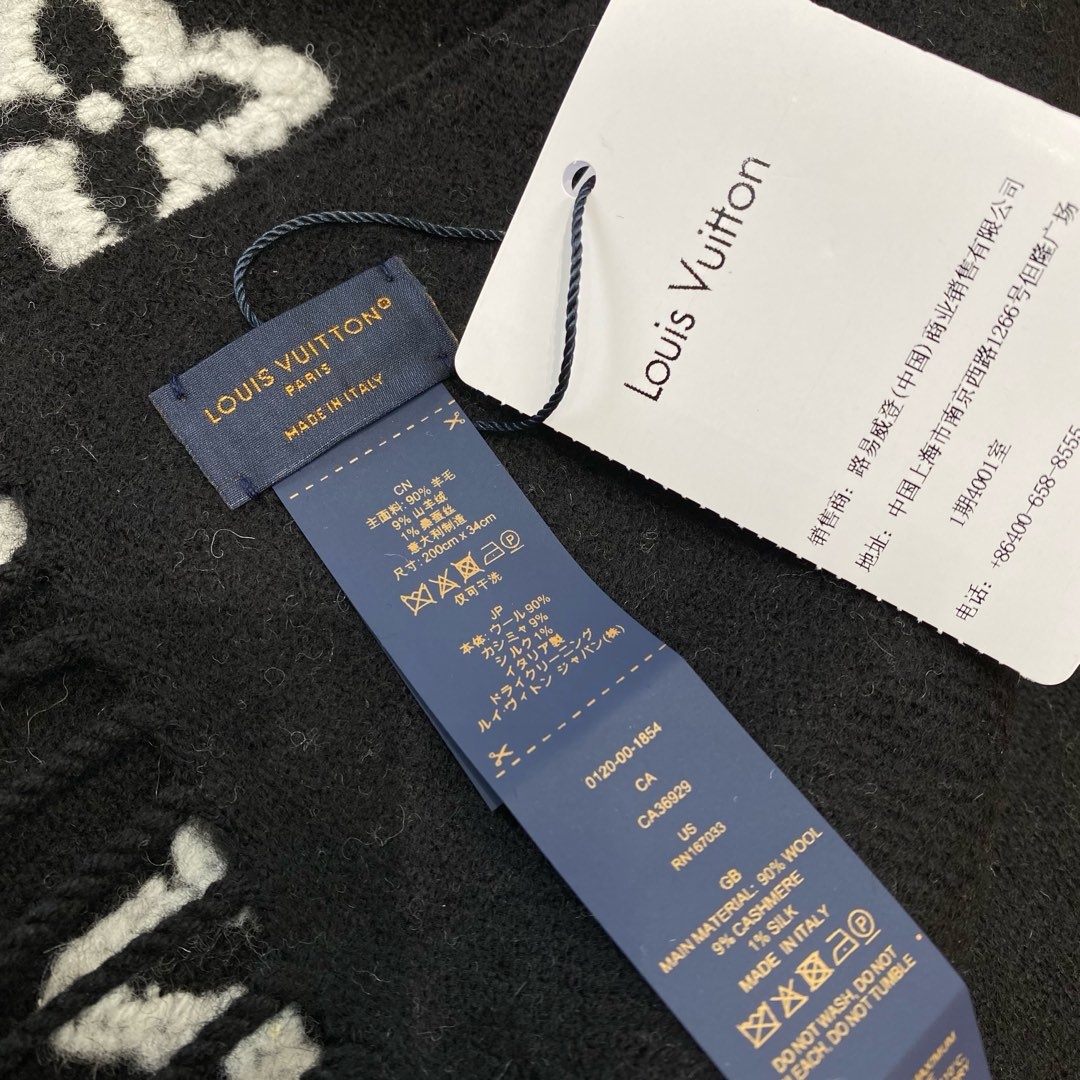 LOUIS VUITTON®
PARIS
MADE IN ITALY
CN
主面料: 90% 羊毛
9% 山羊绒
1% 桑蚕丝
意大利制造
尺寸: 200cm x 34cm
仅可干洗
JP
本体: ウール 90%
カシミヤ 9%
シルク 1%
イタリア製
ドライクリーニング
ルイ・ヴィトン ジャパン(株)
0120-00-1854
CA
CA36929
US
RN167033
GB
MAIN MATERIAL: 90% WOOL
9% CASHMERE
1% SILK
MADE IN ITALY
DO NOT WASH, DO NOT
DO NOT TUMBLE
Louis Vuitton
销售商: 路易威登(中国)商业销售有限公司
地址: 中国上海市南京西路1266号但隆广场
1期4001室
电话: +86400-658-8555